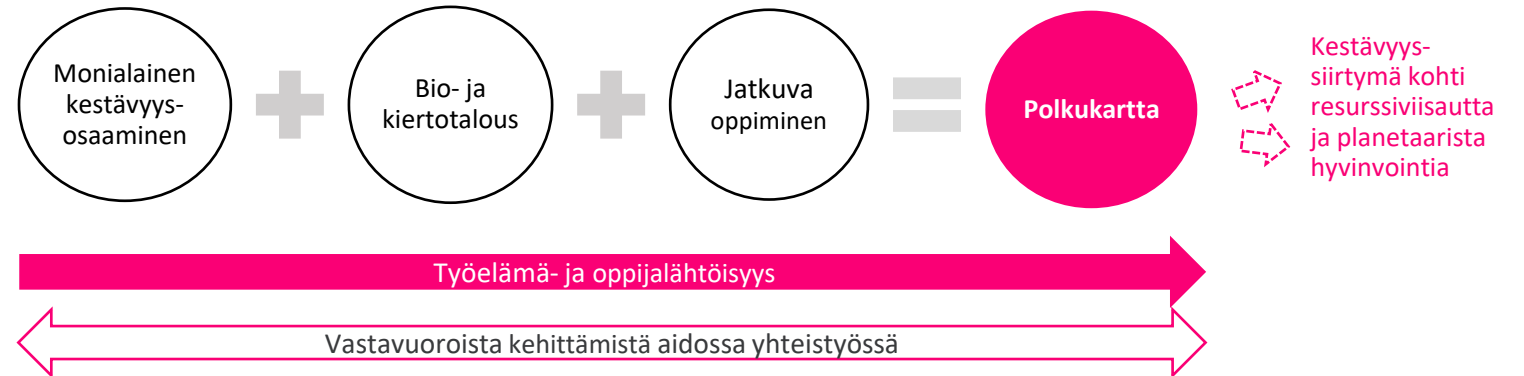 Monialainen
kestävyys-
osaaminen
Bio- ja
kiertotalous
Jatkuva
oppiminen
Polkukartta
Kestävyys-
siirtymä kohti
resurssiviisautta
ja planetaarista
hyvinvointia
Työelämä- ja oppijalähtöisyys
Vastavuoroista kehittämistä aidossa yhteistyössä